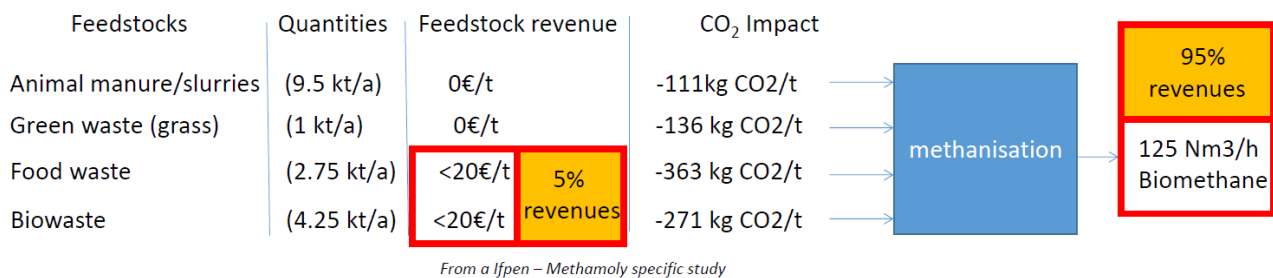 Feedstocks Quantities Feedstock revenue CO₂ Impact
Animal manure/slurries (9.5 kt/a) 0€/t -111kg CO2/t
Green waste (grass) (1 kt/a) 0€/t -136 kg CO2/t
Food waste (2.75 kt/a) <20€/t -363 kg CO2/t
Biowaste (4.25 kt/a) <20€/t -271 kg CO2/t
5%
revenues
methanisation
95%
revenues
125 Nm3/h
Biomethane
From a Ifpen – Methamoly specific study